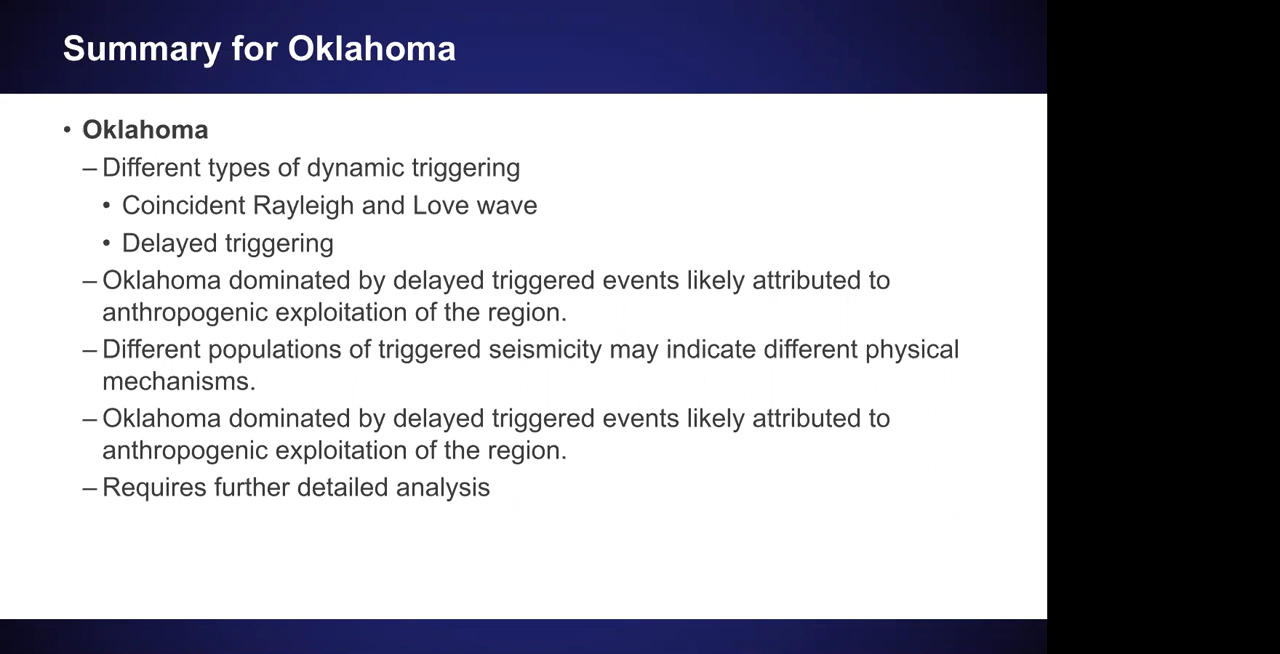 Summary for Oklahoma
• Oklahoma
– Different types of dynamic triggering
• Coincident Rayleigh and Love wave
• Delayed triggering
– Oklahoma dominated by delayed triggered events likely attributed to
anthropogenic exploitation of the region.
– Different populations of triggered seismicity may indicate different physical
mechanisms.
– Oklahoma dominated by delayed triggered events likely attributed to
anthropogenic exploitation of the region.
– Requires further detailed analysis